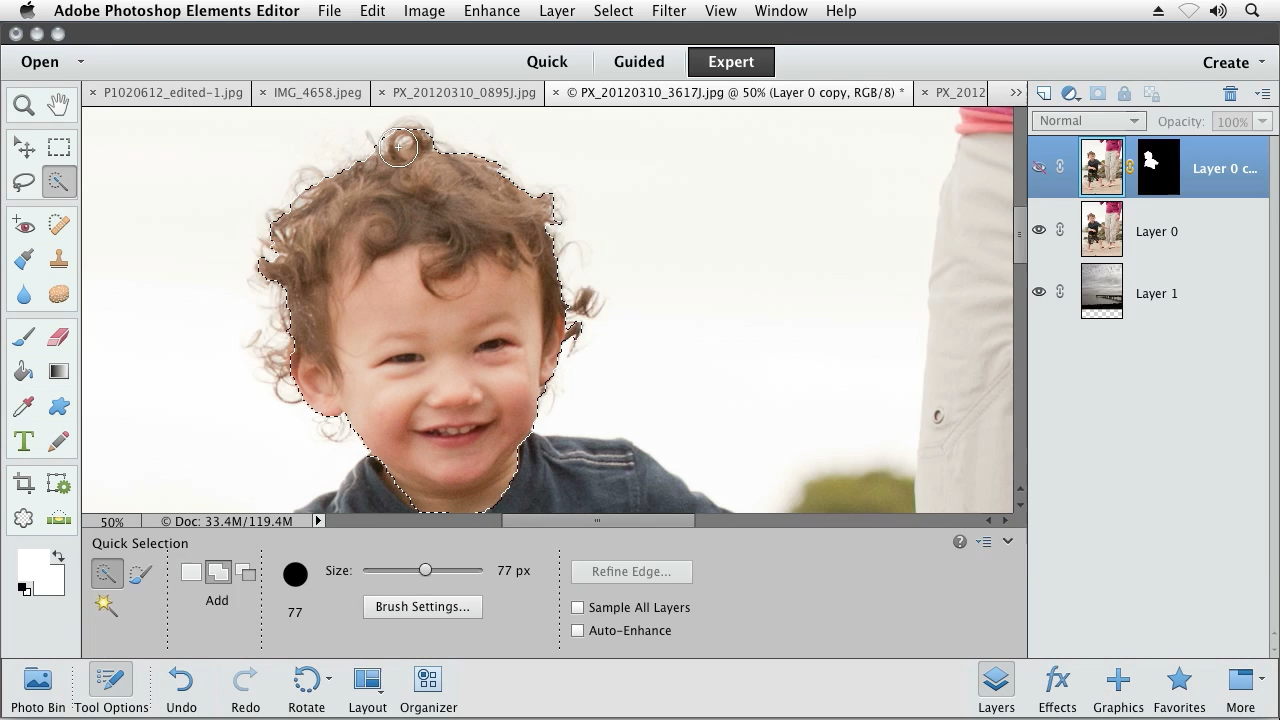 Adobe Photoshop Elements Editor File Edit Image Enhance Layer Select Filter View Window Help
Open Quick Guided Expert Create
× P1020612_edited-1.jpg × IMG_4658.jpeg × PX_20120310_0895J.jpg × © PX_20120310_3617J.jpg @ 50% (Layer 0 copy, RGB/8) * × PX_2012 >>
Normal Opacity: 100%
Layer 0 c...
Layer 0
Layer 1
50% © Doc: 33.4M/119.4M
Quick Selection
Size: 77 px Refine Edge...
Add
77
Brush Settings...
Sample All Layers
Auto-Enhance
Photo Bin Tool Options Undo Redo Rotate Layout Organizer Layers Effects Graphics Favorites More